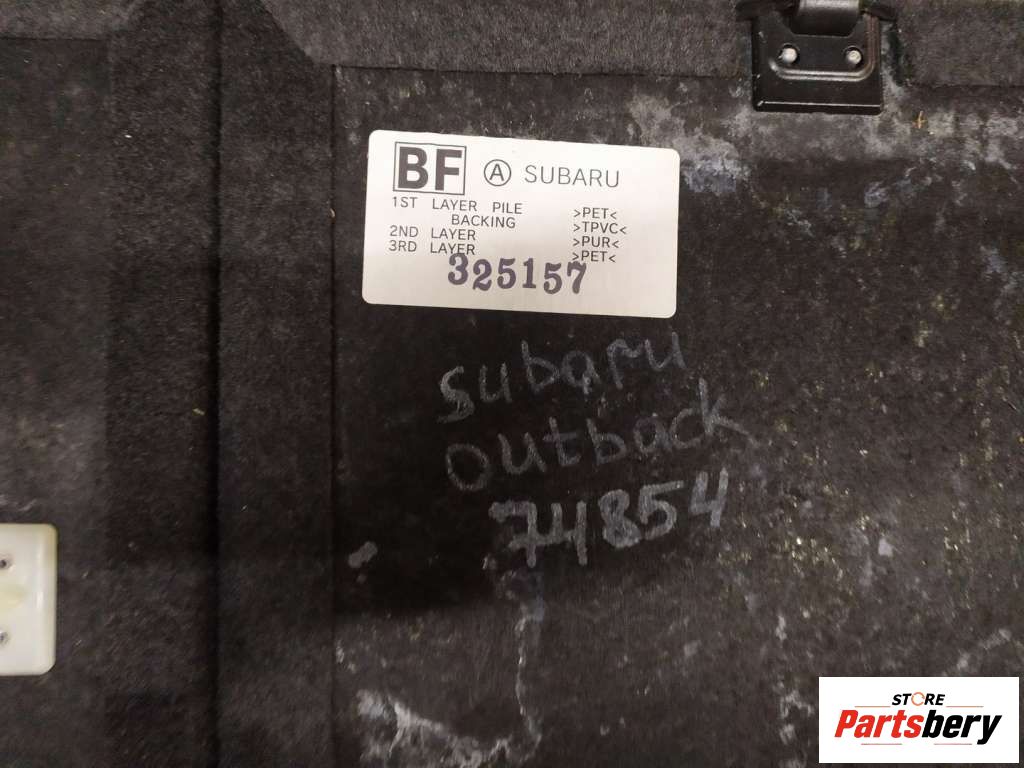 BF Ⓐ SUBARU
1ST LAYER PILE >PET<
BACKING >TPVC<
2ND LAYER >PUR<
3RD LAYER >PET<
325157
Subaru
Outback
74854
STORE
Partsbery